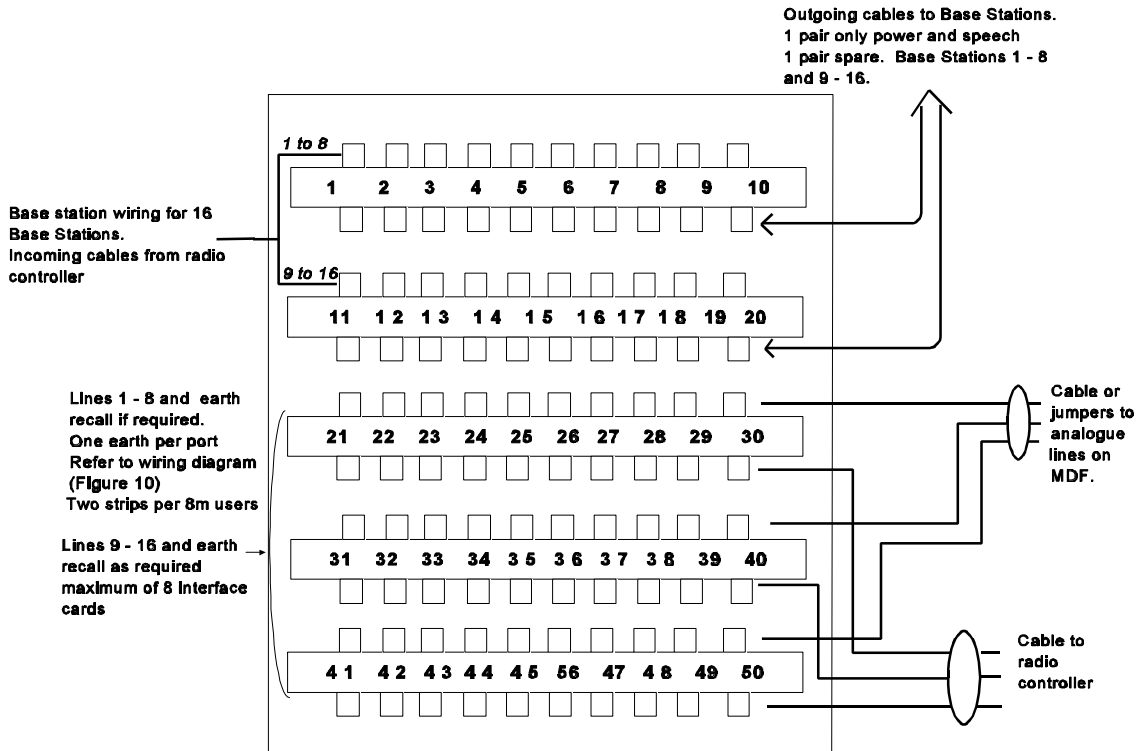 Outgoing cables to Base Stations.
1 pair only power and speech
1 pair spare.  Base Stations 1 - 8
and 9 - 16.
1 to 8
1 2 3 4 5 6 7 8 9 10
Base station wiring for 16
Base Stations.
Incoming cables from radio
controller
9 to 16
11 12 13 14 15 16 17 18 19 20
Lines 1 - 8 and  earth
recall if required.
One earth per port
Refer to wiring diagram
(Figure 10)
Two strips per 8m users
21 22 23 24 25 26 27 28 29 30
Cable or
jumpers to
analogue
lines on
MDF.
Lines 9 - 16 and earth
recall as required
maximum of 8 interface
cards
31 32 33 34 35 36 37 38 39 40
41 42 43 44 45 56 47 48 49 50
Cable to
radio
controller